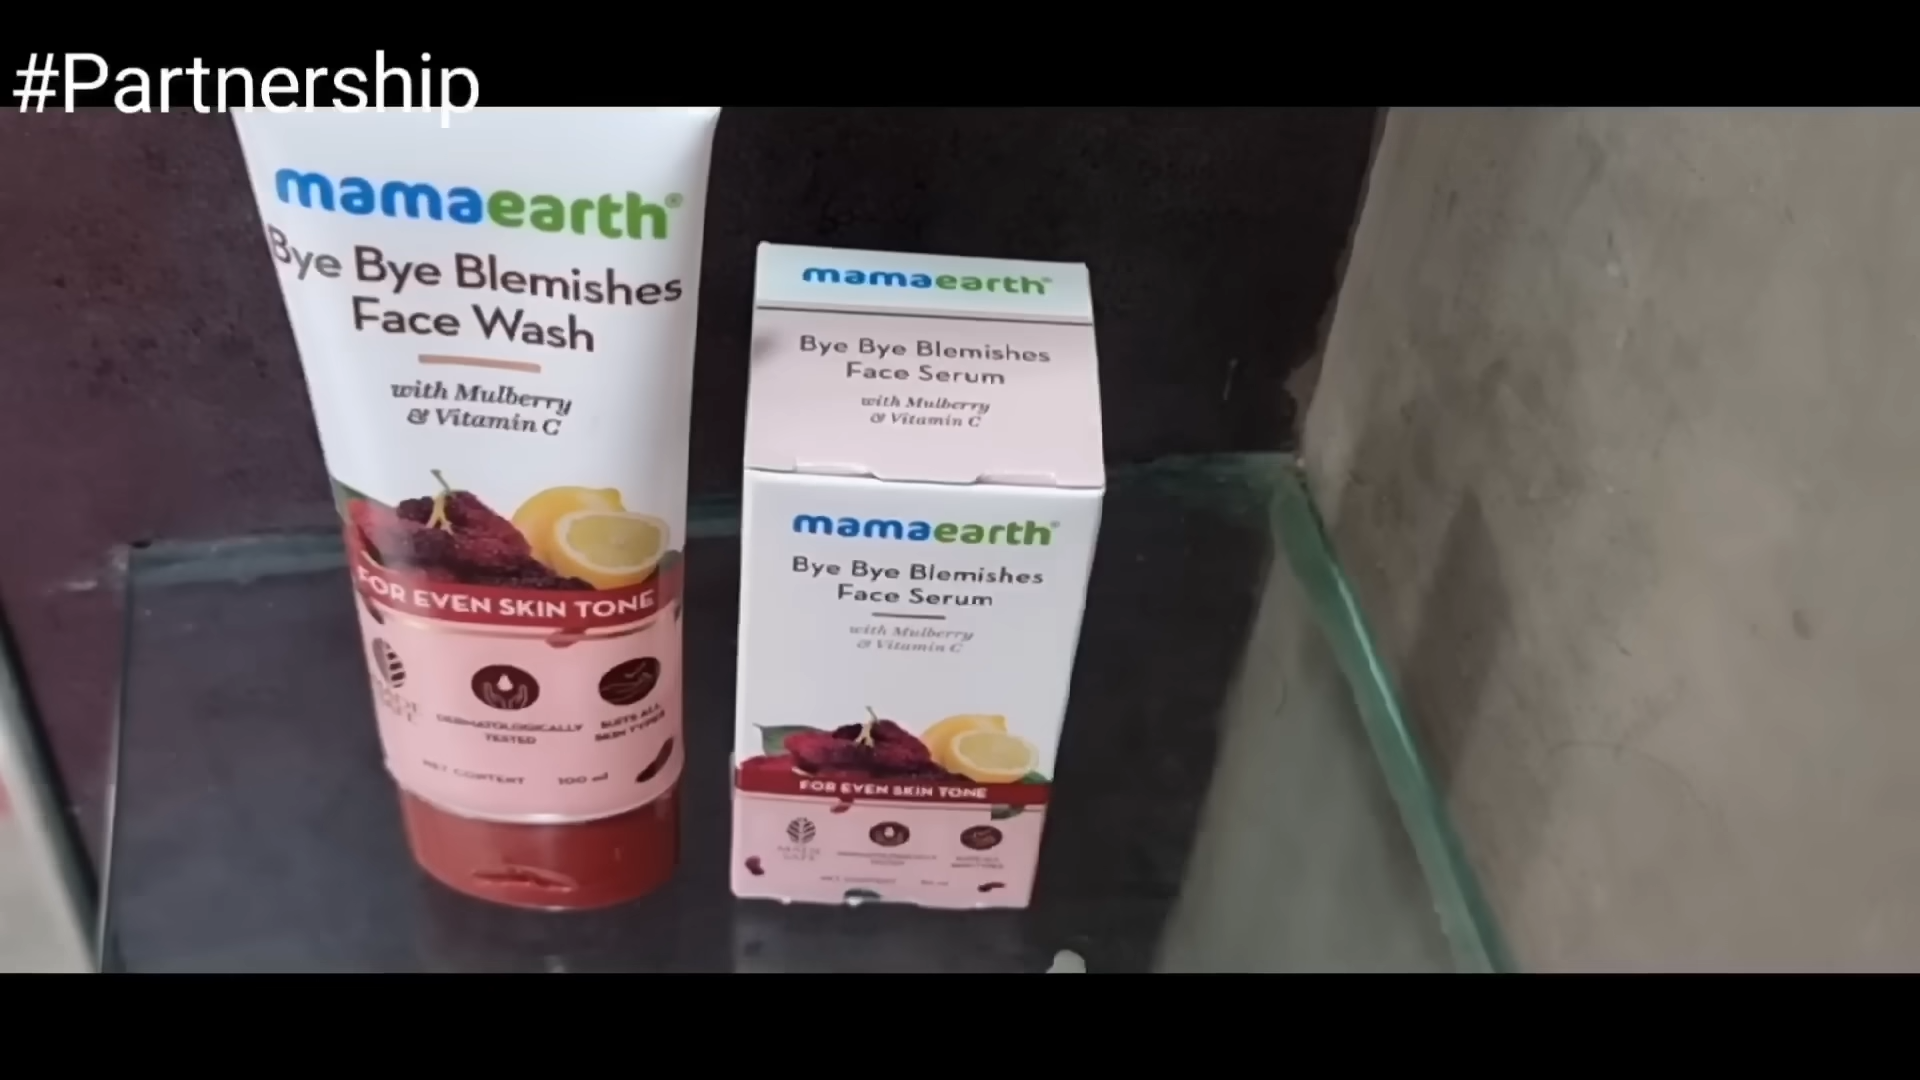 #Partnership
mamaearth®
Bye Bye Blemishes
Face Wash
with Mulberry
& Vitamin C
FOR EVEN SKIN TONE
DERMATOLOGICALLY
TESTED
SUITS ALL
SKIN TYPES
NET CONTENT 100 ml
mamaearth®
Bye Bye Blemishes
Face Serum
with Mulberry
& Vitamin C
mamaearth®
Bye Bye Blemishes
Face Serum
with Mulberry
& Vitamin C
FOR EVEN SKIN TONE